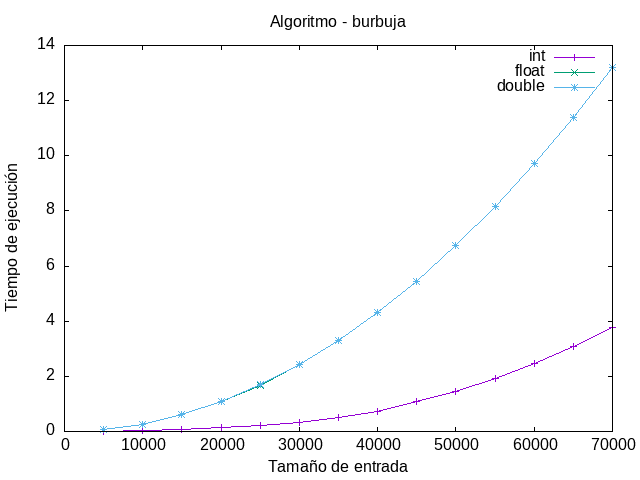 Algoritmo - burbuja
int
float
double
Tiempo de ejecución
14
12
10
8
6
4
2
0
0 10000 20000 30000 40000 50000 60000 70000
Tamaño de entrada